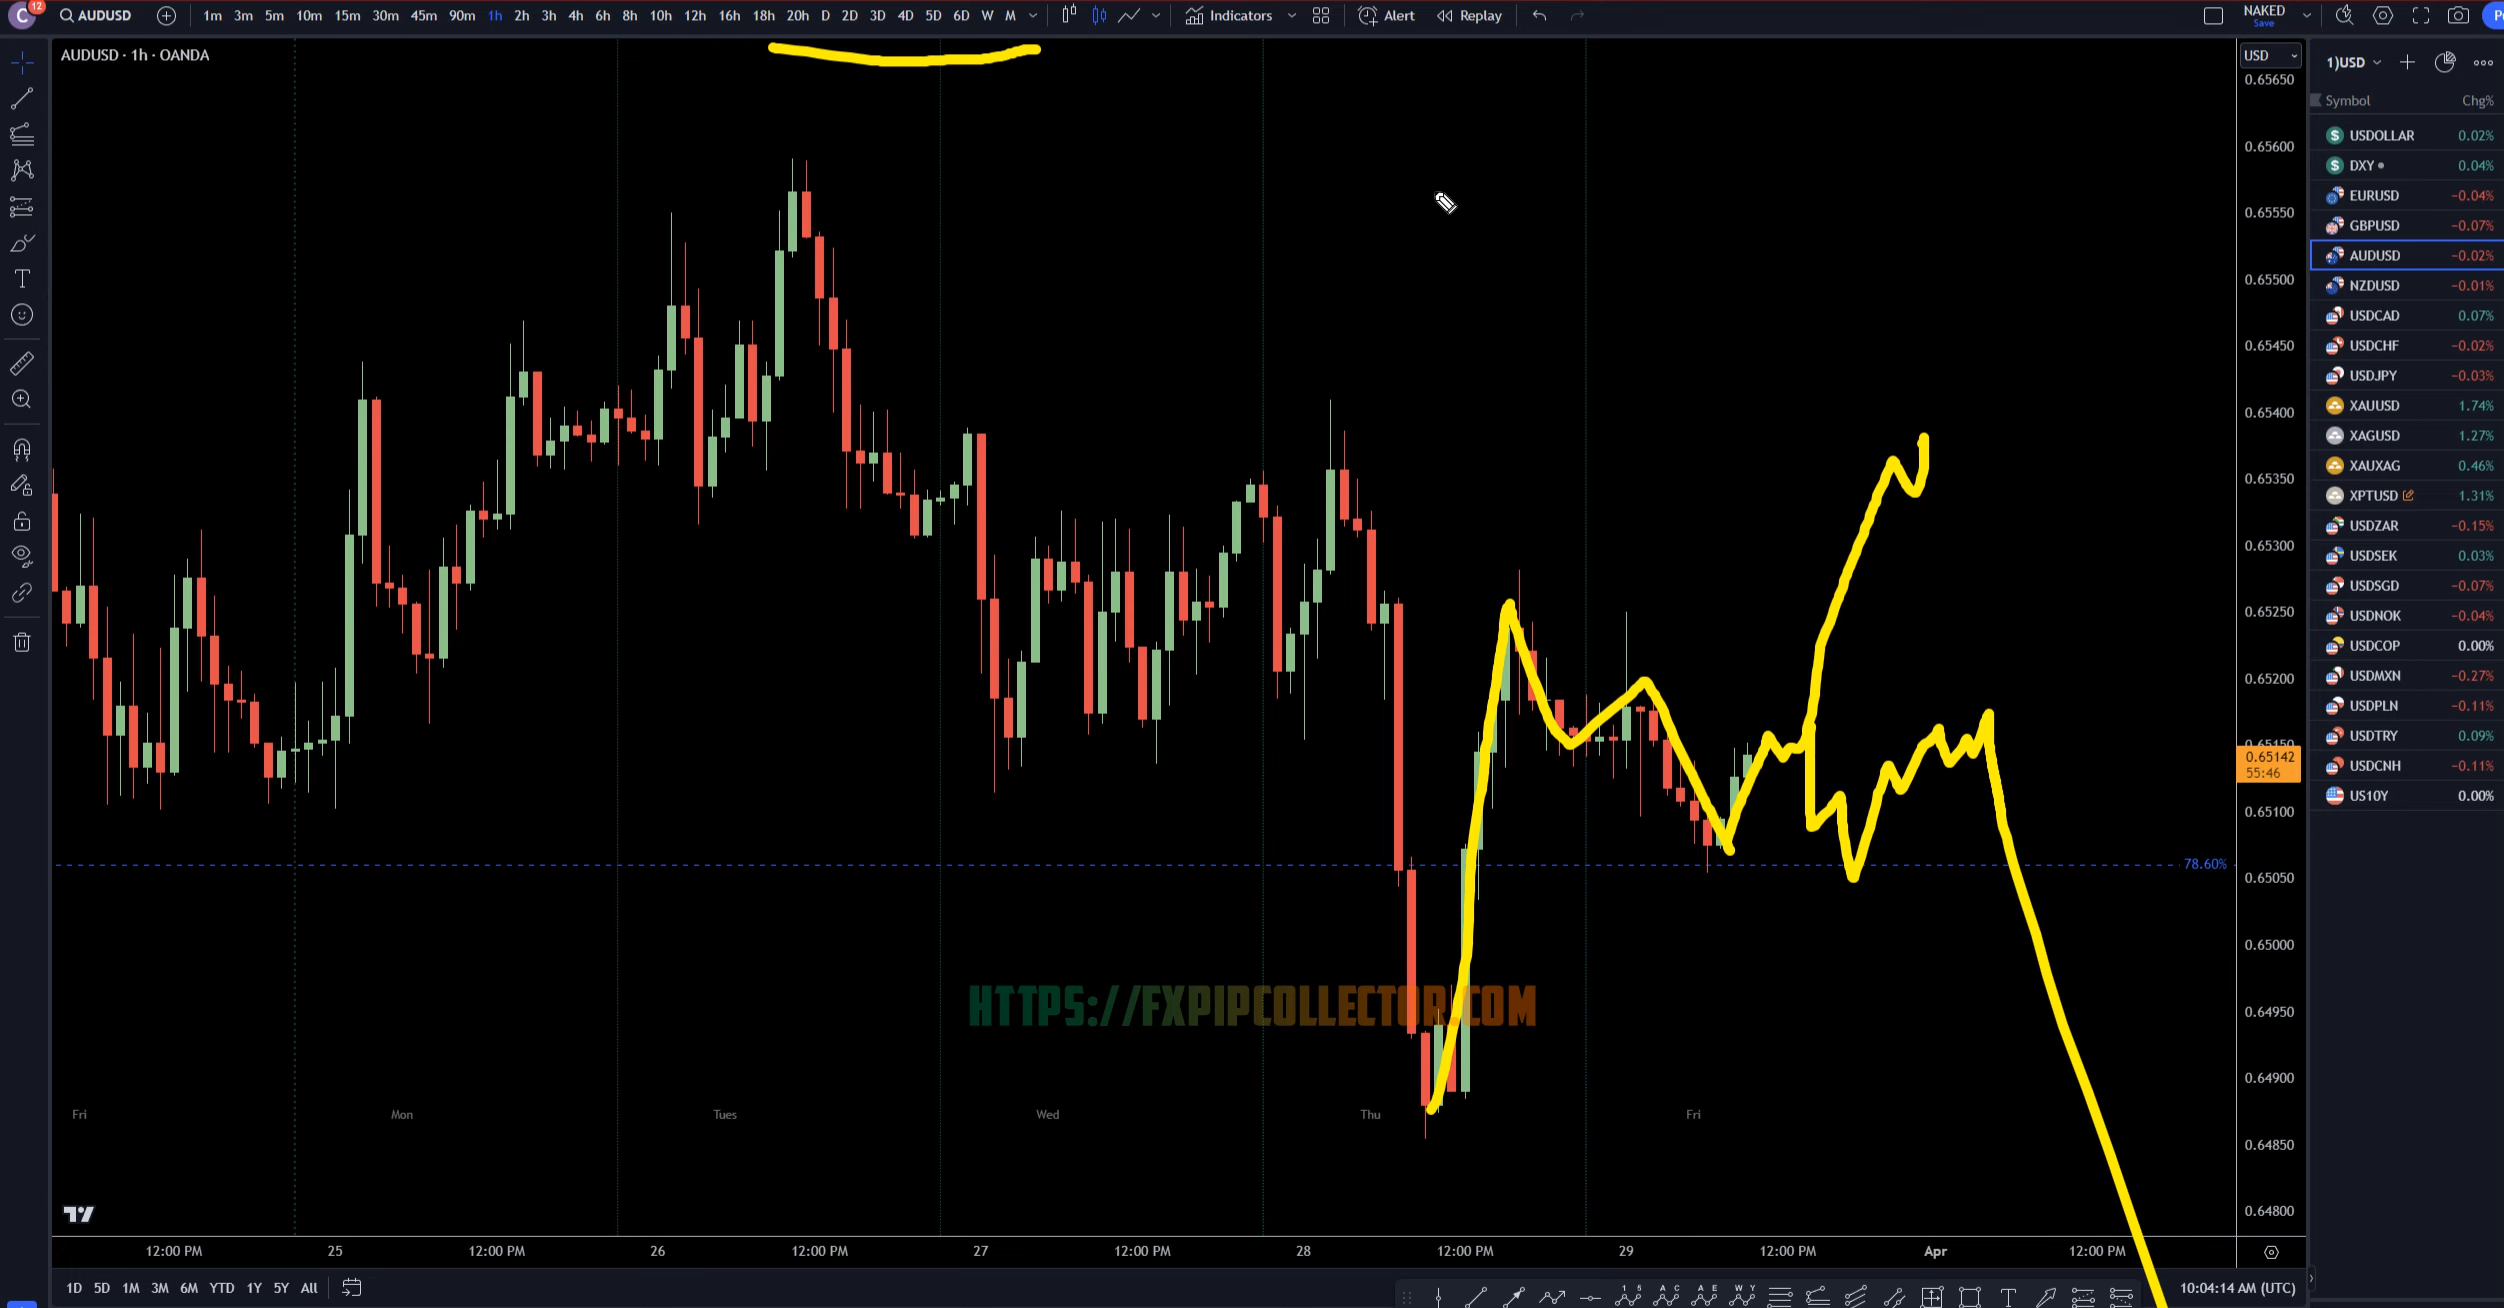 C 12 AUDUSD 1m 3m 5m 10m 15m 30m 45m 90m 1h 2h 3h 4h 6h 8h 10h 12h 16h 18h 20h D 2D 3D 4D 5D 6D W M Indicators Alert Replay NAKED
Save
AUDUSD · 1h · OANDA
USD
1)USD
Symbol Chg%
USDOLLAR 0.02%
DXY 0.04%
EURUSD −0.04%
GBPUSD −0.07%
AUDUSD −0.02%
NZDUSD −0.01%
USDCAD 0.07%
USDCHF −0.02%
USDJPY −0.03%
XAUUSD 1.74%
XAGUSD 1.27%
XAUXAG 0.46%
XPTUSD 1.31%
USDZAR −0.15%
USDSEK 0.03%
USDSGD −0.07%
USDNOK −0.04%
USDCOP 0.00%
USDMXN −0.27%
USDPLN −0.11%
USDTRY 0.09%
USDCNH −0.11%
US10Y 0.00%
0.65650
0.65600
0.65550
0.65500
0.65450
0.65400
0.65350
0.65300
0.65250
0.65200
0.65150
0.65142
55:46
0.65100
78.60%
0.65050
0.65000
0.64950
0.64900
0.64850
0.64800
HTTPS://FXPIPCOLLECTOR.COM
Fri Mon Tues Wed Thu Fri
12:00 PM 25 12:00 PM 26 12:00 PM 27 12:00 PM 28 12:00 PM 29 12:00 PM Apr 12:00 PM
1D 5D 1M 3M 6M YTD 1Y 5Y All
10:04:14 AM (UTC)